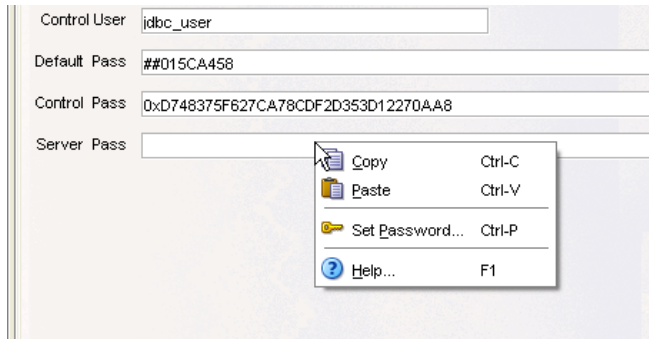 Control User jdbc_user
Default Pass ##015CA458
Control Pass 0xD748375F627CA78CDF2D353D12270AA8
Server Pass
Copy Ctrl-C
Paste Ctrl-V
Set Password... Ctrl-P
Help... F1